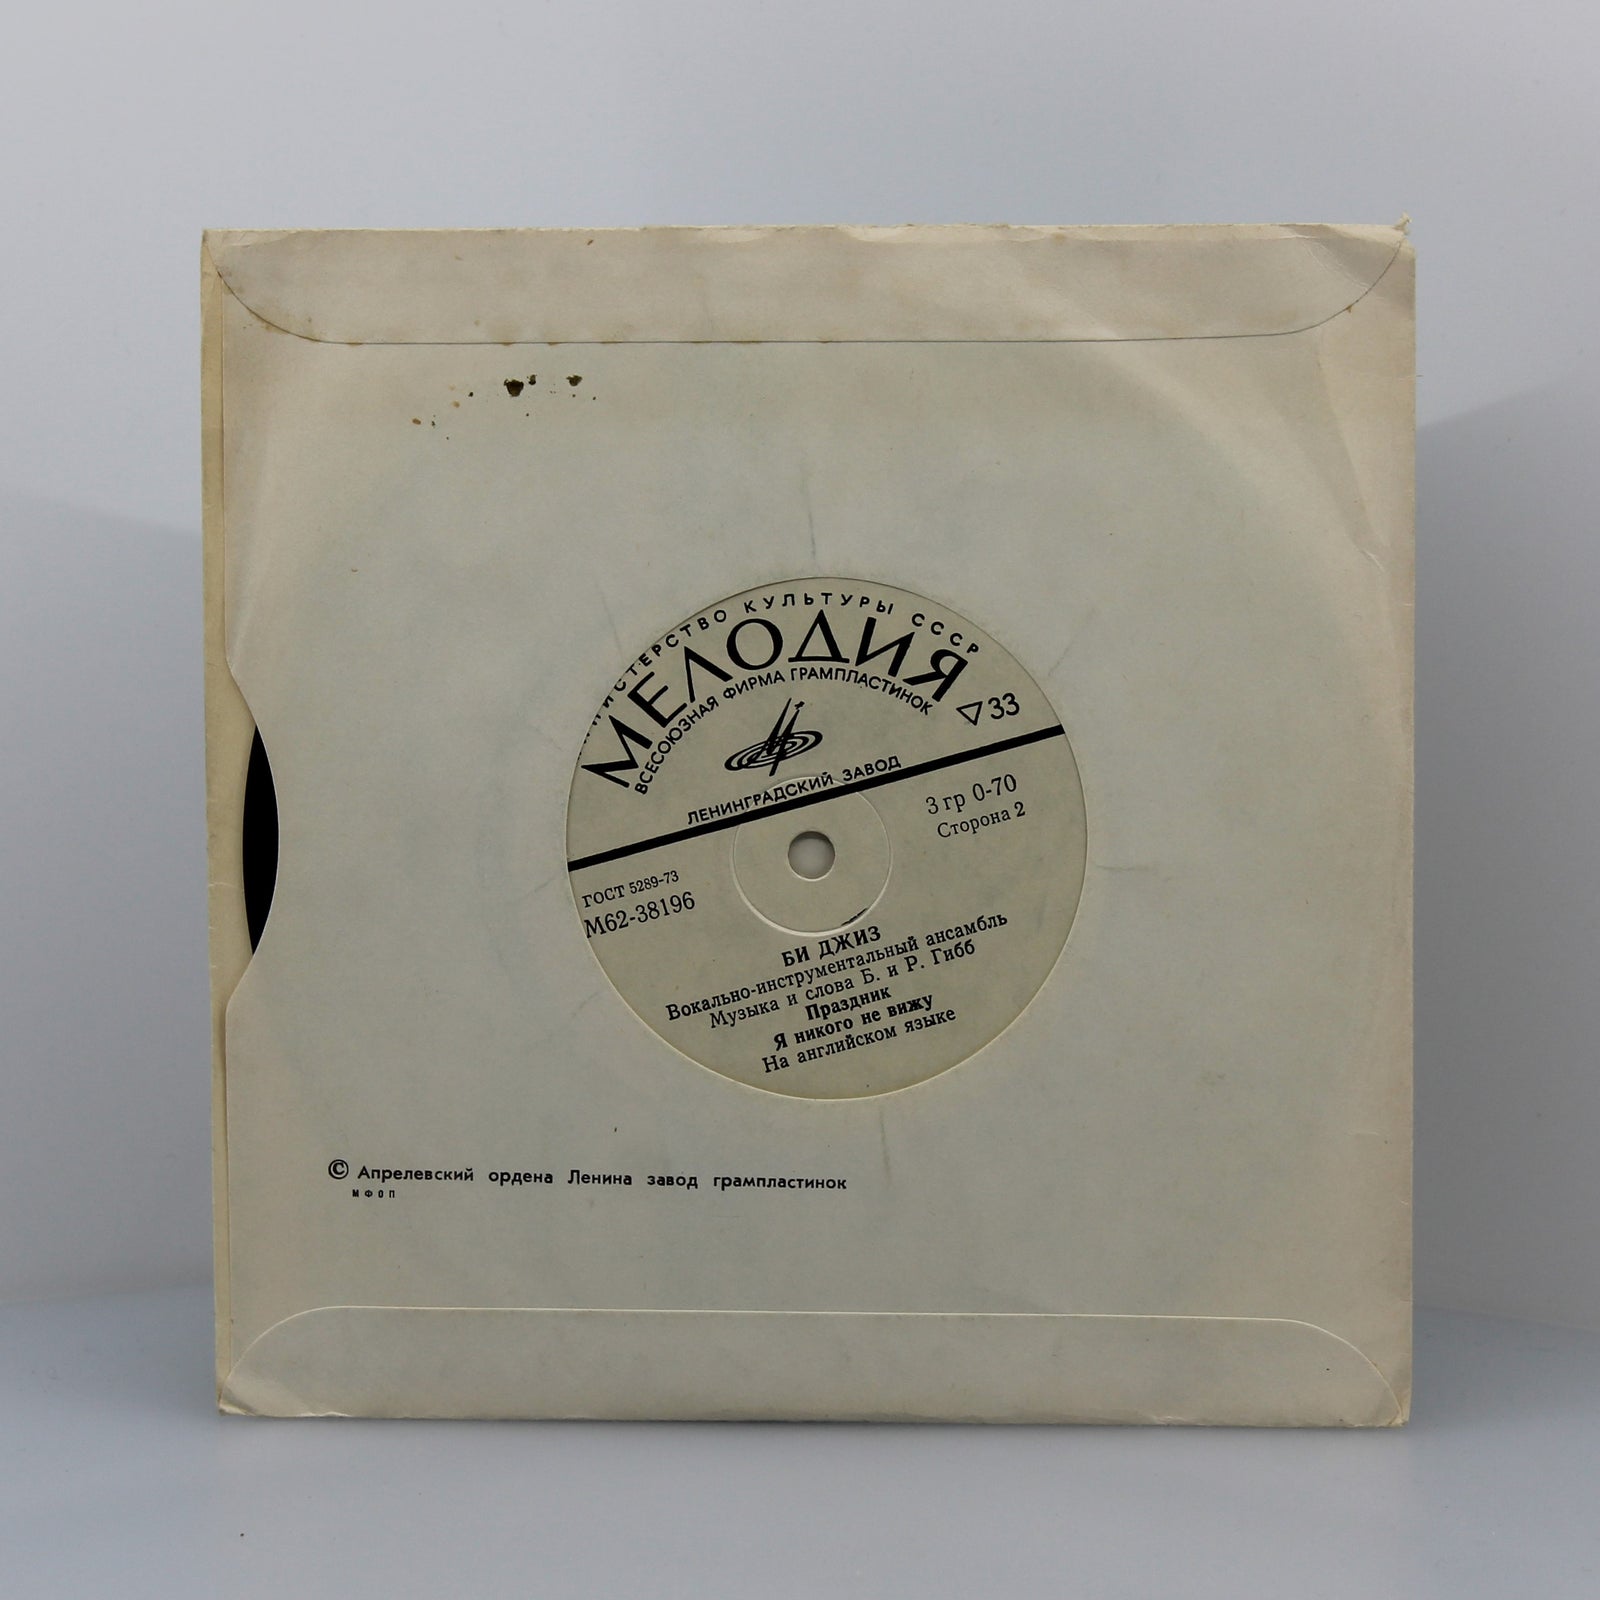 МИНИСТЕРСТВО КУЛЬТУРЫ СССР
МЕЛОДИЯ
ВСЕСОЮЗНАЯ ФИРМА ГРАМПЛАСТИНОК
33
ЛЕНИНГРАДСКИЙ ЗАВОД
3 гр 0-70
Сторона 2
ГОСТ 5289-73
М62-38196
БИ ДЖИЗ
Вокально-инструментальный ансамбль
Музыка и слова Б. и Р. Гибб
Праздник
Я никого не вижу
На английском языке
© Апрелевский ордена Ленина завод грампластинок
МФОП